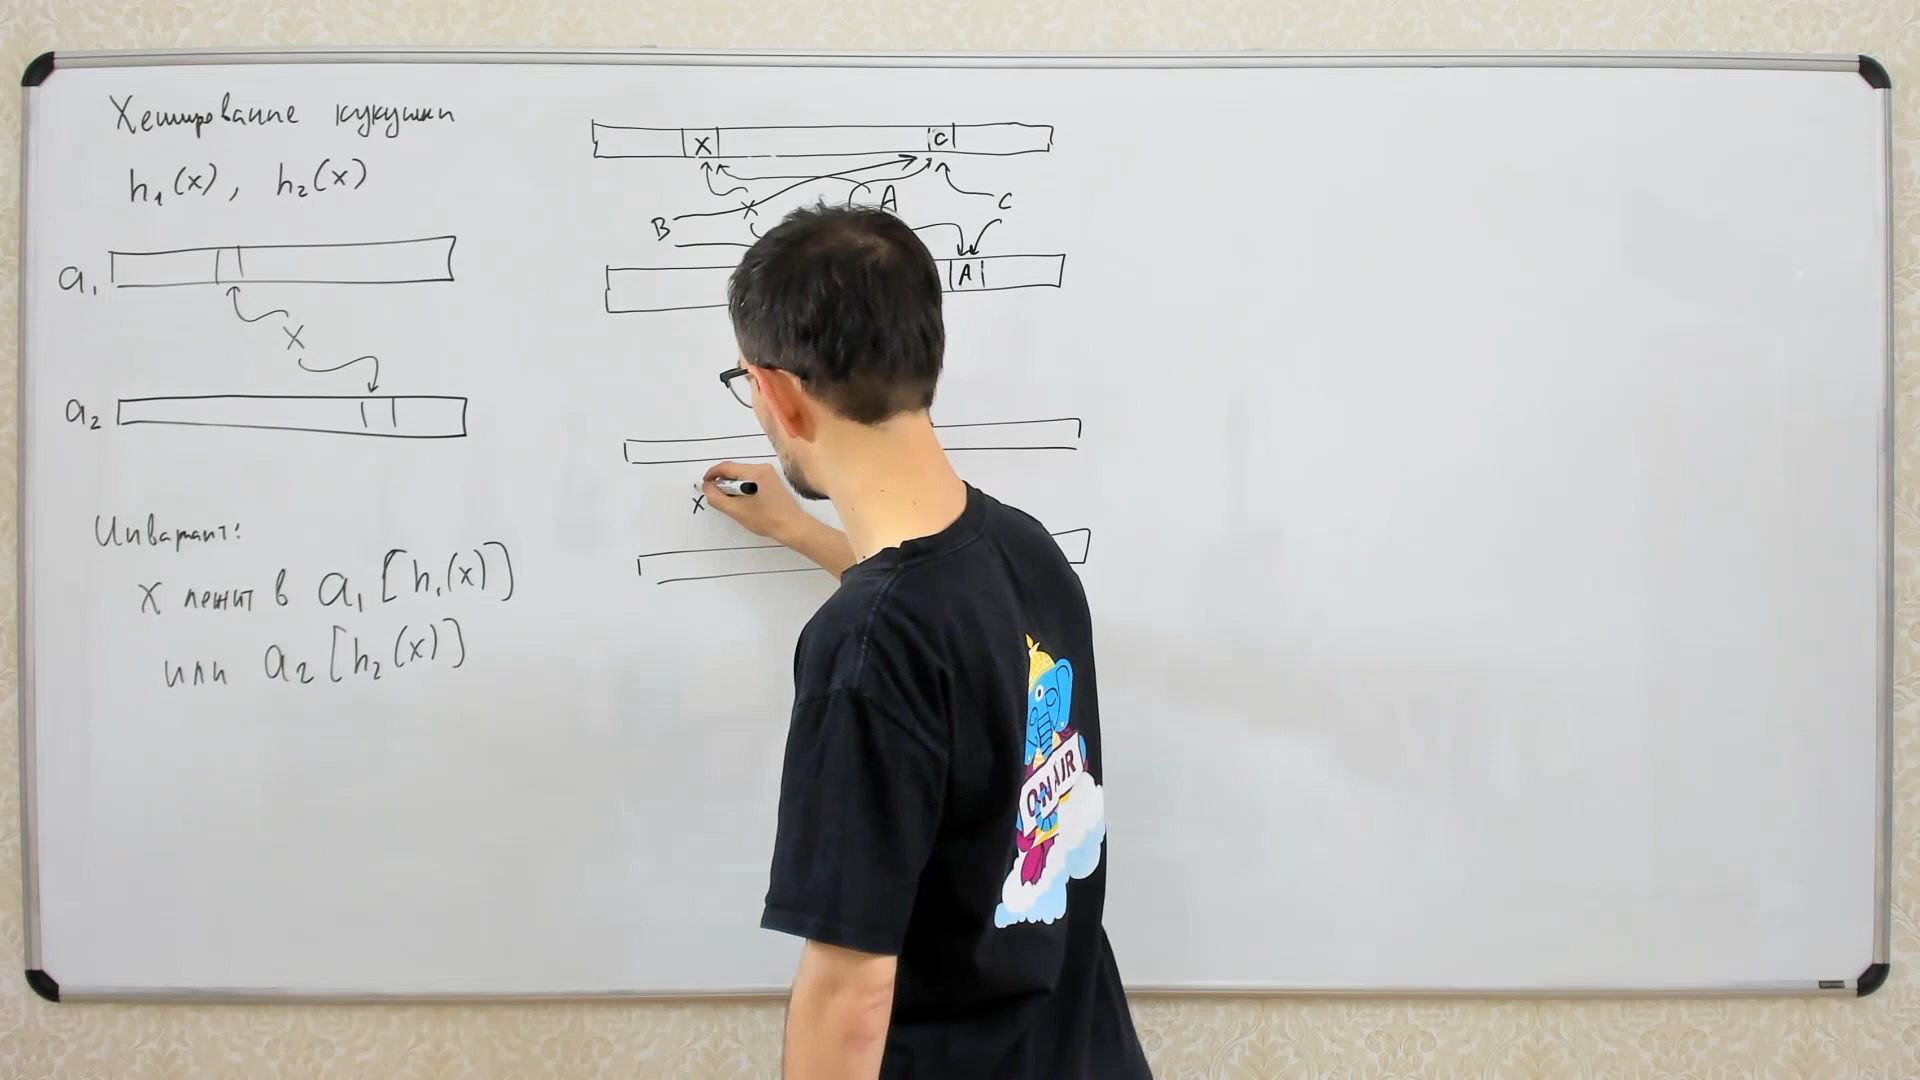 Хеширование кукушки
h₁(x), h₂(x)
a₁
x
a₂
Инвариант:
x лежит в a₁[h₁(x)]
или a₂[h₂(x)]
x c
B x A c
A
x
ON AIR